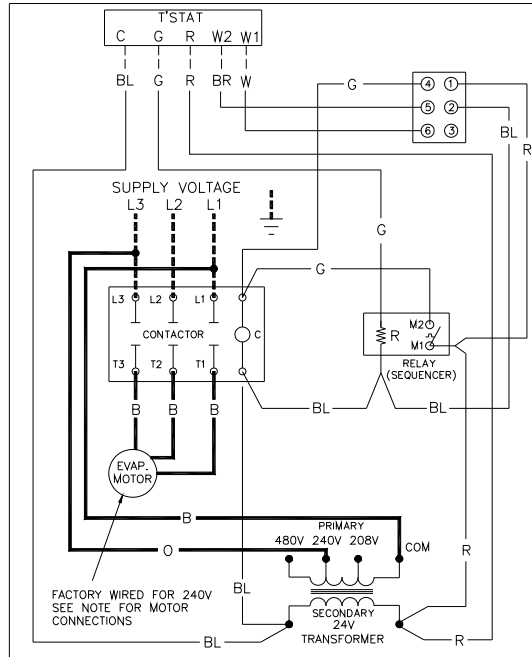 T'STAT
C G R W2 W1
BL G R BR W
G
4 1
5 2
6 3
BL
R
SUPPLY VOLTAGE
L3 L2 L1
G
G
L3 L2 L1
CONTACTOR
C
T3 T2 T1
R
M2
M1
RELAY
(SEQUENCER)
B B B
BL
BL
EVAP.
MOTOR
B
PRIMARY
480V 240V 208V
COM
O
R
FACTORY WIRED FOR 240V
SEE NOTE FOR MOTOR
CONNECTIONS
BL
SECONDARY
24V
TRANSFORMER
BL
R